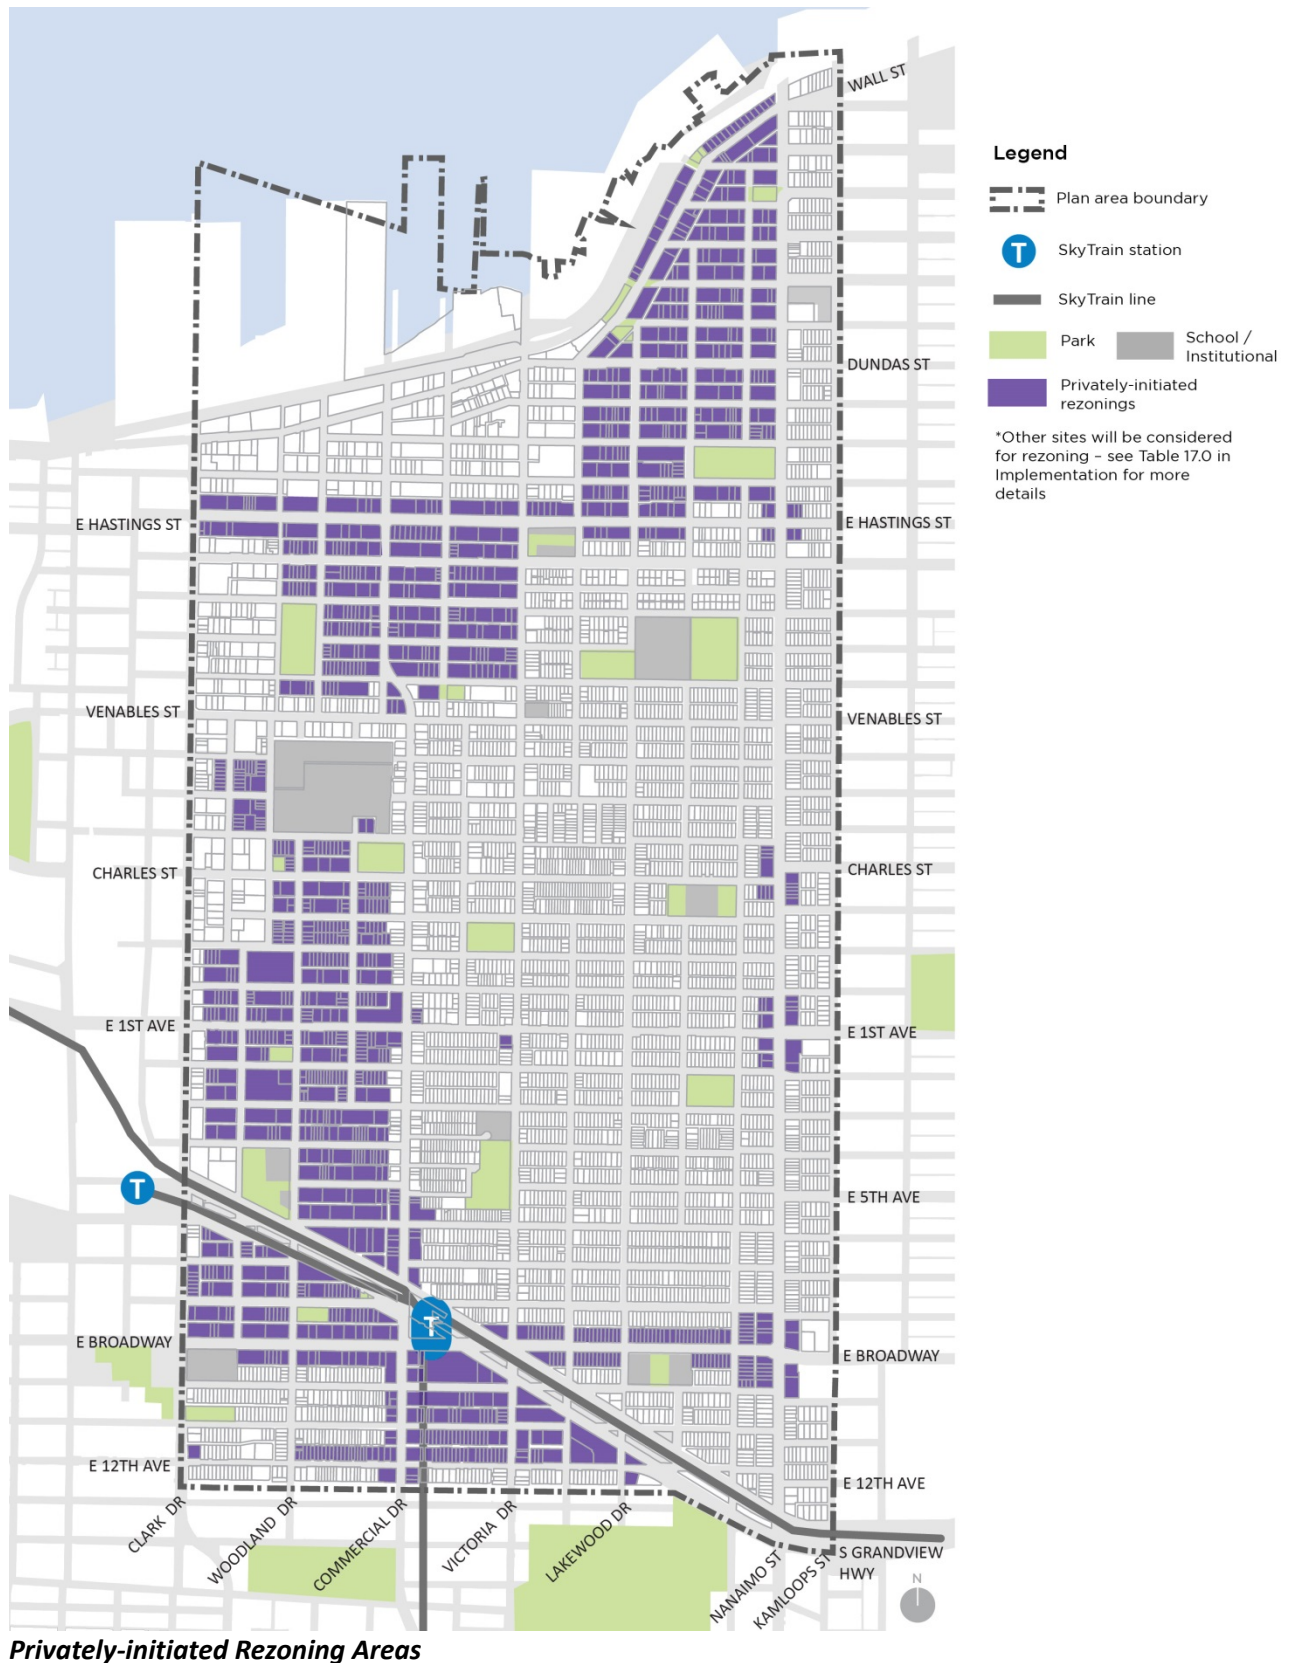 WALL ST
Legend
Plan area boundary
T
SkyTrain station
SkyTrain line
Park
School /
Institutional
Privately-initiated
rezonings
*Other sites will be considered
for rezoning – see Table 17.0 in
Implementation for more
details
DUNDAS ST
E HASTINGS ST
E HASTINGS ST
VENABLES ST
VENABLES ST
CHARLES ST
CHARLES ST
E 1ST AVE
E 1ST AVE
T
E 5TH AVE
T
E BROADWAY
E BROADWAY
E 12TH AVE
E 12TH AVE
CLARK DR
WOODLAND DR
COMMERCIAL DR
VICTORIA DR
LAKEWOOD DR
NANAIMO ST
KAMLOOPS ST
S GRANDVIEW
HWY
N
Privately-initiated Rezoning Areas